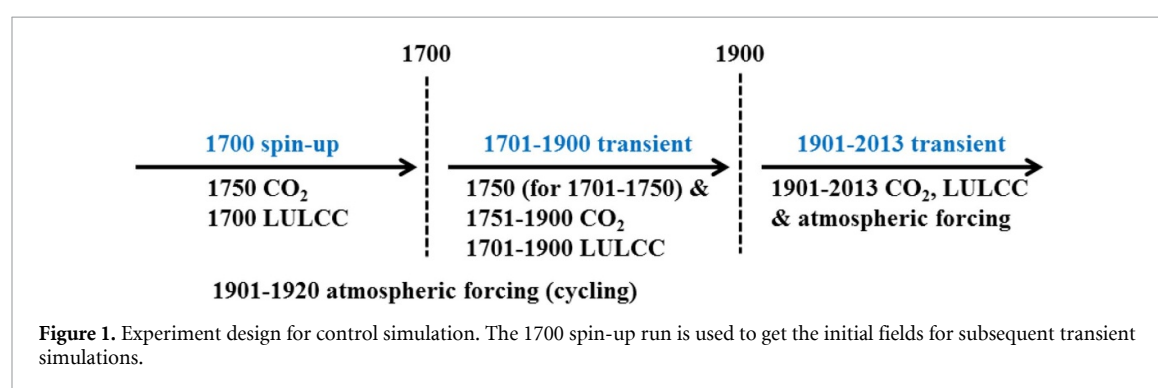 1700
1900
1700 spin-up
1701-1900 transient
1901-2013 transient
1750 CO₂
1700 LULCC
1750 (for 1701-1750) &
1751-1900 CO₂
1701-1900 LULCC
1901-2013 CO₂, LULCC
& atmospheric forcing
1901-1920 atmospheric forcing (cycling)
Figure 1. Experiment design for control simulation. The 1700 spin-up run is used to get the initial fields for subsequent transient
simulations.